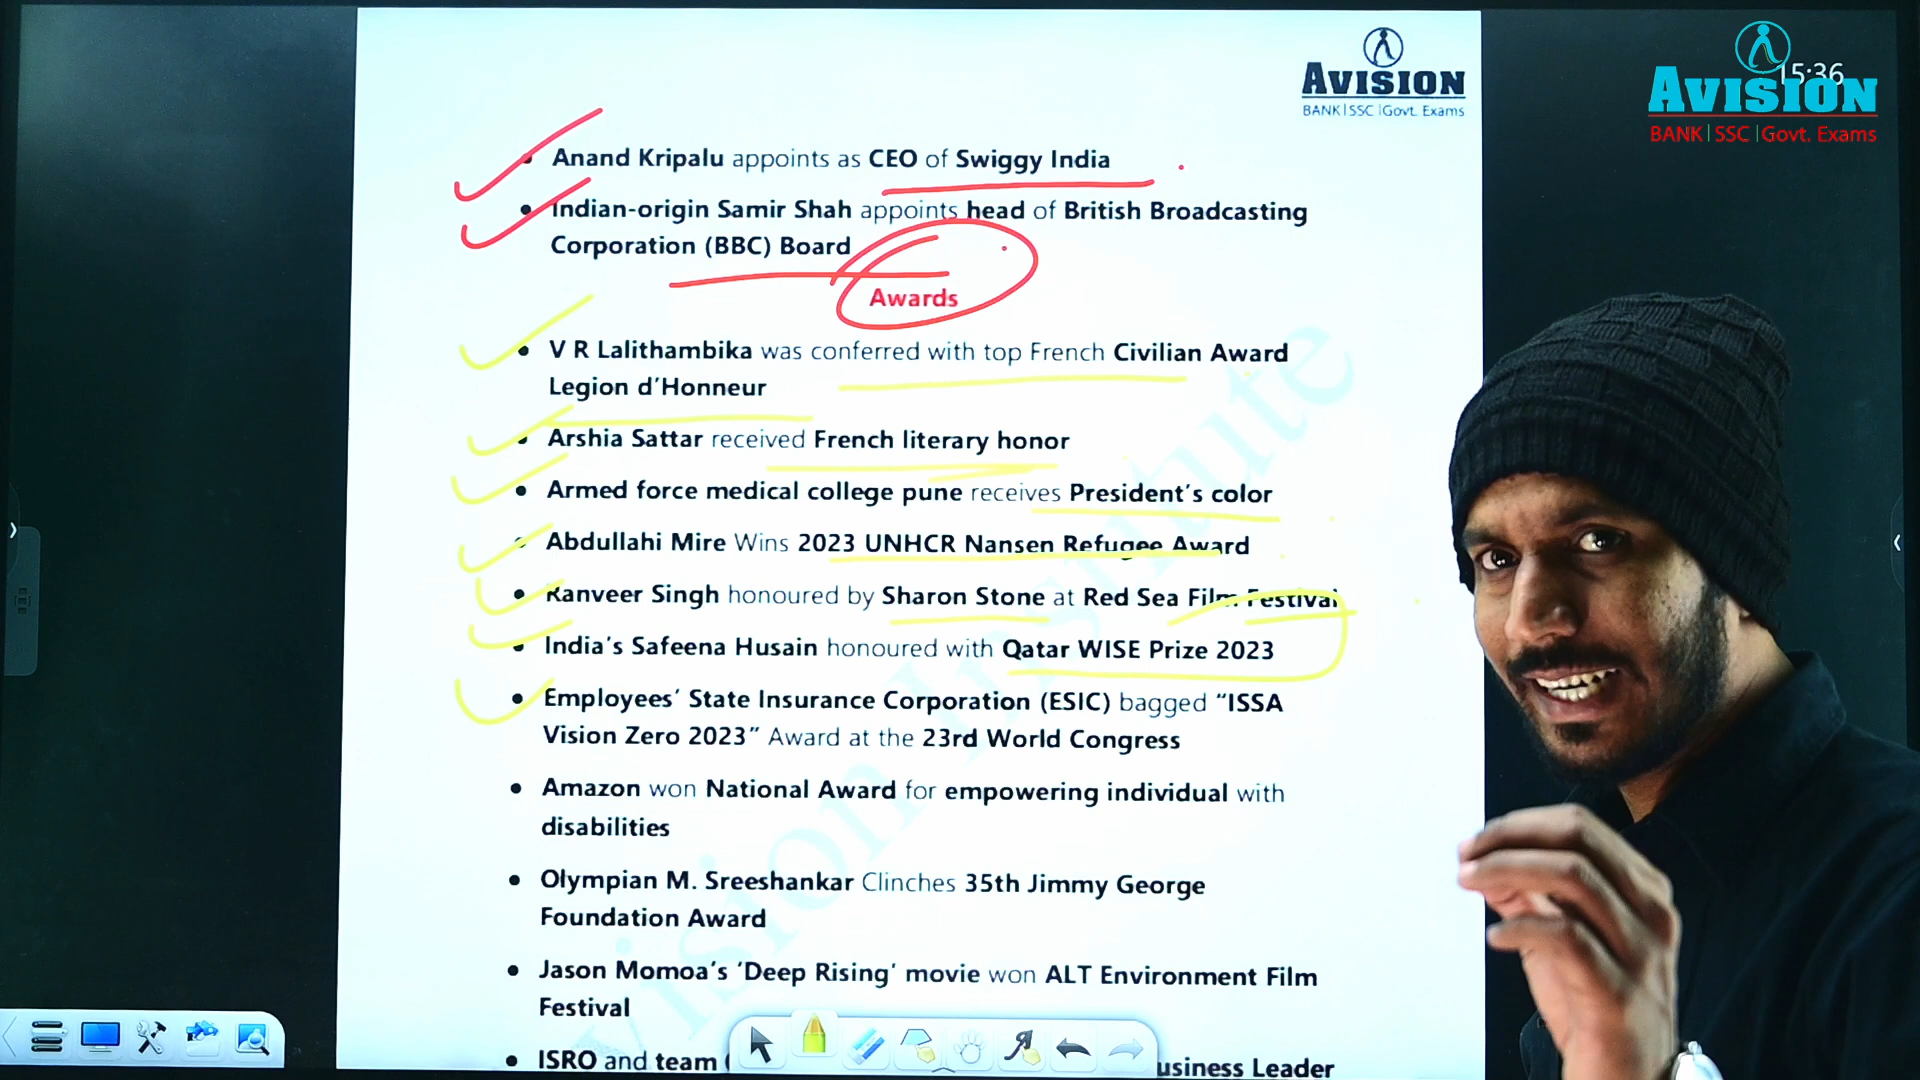 AVISION
BANK|SSC|Govt. Exams
15:36
AVISION
BANK|SSC|Govt. Exams
• Anand Kripalu appoints as CEO of Swiggy India
• Indian-origin Samir Shah appoints head of British Broadcasting
Corporation (BBC) Board
Awards
• V R Lalithambika was conferred with top French Civilian Award
Legion d'Honneur
• Arshia Sattar received French literary honor
• Armed force medical college pune receives President's color
• Abdullahi Mire Wins 2023 UNHCR Nansen Refugee Award
• Ranveer Singh honoured by Sharon Stone at Red Sea Film Festival
• India's Safeena Husain honoured with Qatar WISE Prize 2023
• Employees' State Insurance Corporation (ESIC) bagged "ISSA
Vision Zero 2023" Award at the 23rd World Congress
• Amazon won National Award for empowering individual with
disabilities
• Olympian M. Sreeshankar Clinches 35th Jimmy George
Foundation Award
• Jason Momoa's 'Deep Rising' movie won ALT Environment Film
Festival
• ISRO and team usiness Leader
Vision Institute